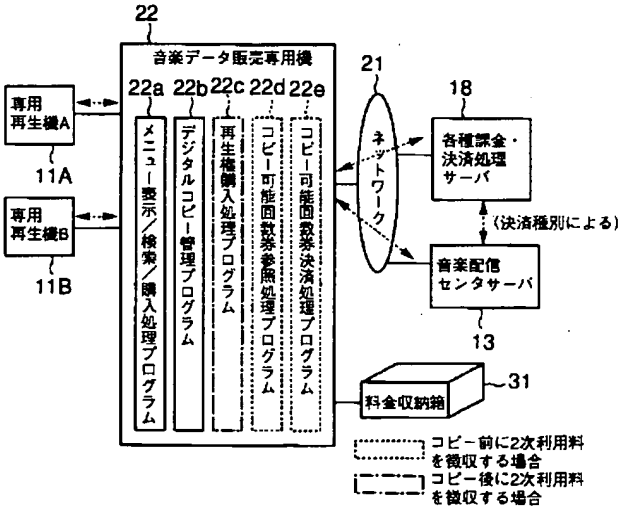 22
音楽データ販売専用機
22a
22b
22c
22d
22e
メニュー表示／検索／購入処理プログラム
デジタルコピー管理プログラム
再生権購入処理プログラム
コピー可能回数券参照処理プログラム
コピー可能回数券決済処理プログラム
専用
再生機A
11A
専用
再生機B
11B
21
ネットワーク
18
各種課金・
決済処理
サーバ
(決済種別による)
音楽配信
センタサーバ
13
31
料金収納箱
コピー前に2次利用料
を徴収する場合
コピー後に2次利用料
を徴収する場合